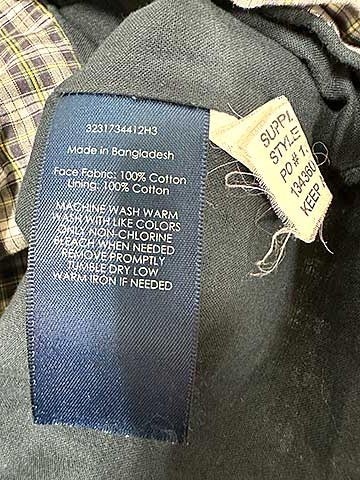 3231734412H3
Made in Bangladesh
Face Fabric: 100% Cotton
Lining: 100% Cotton
MACHINE WASH WARM
WASH WITH LIKE COLORS
ONLY NON-CHLORINE
BLEACH WHEN NEEDED
REMOVE PROMPTLY
TUMBLE DRY LOW
WARM IRON IF NEEDED
SUPPL
STYLE
PO # 1
134360
KEEP